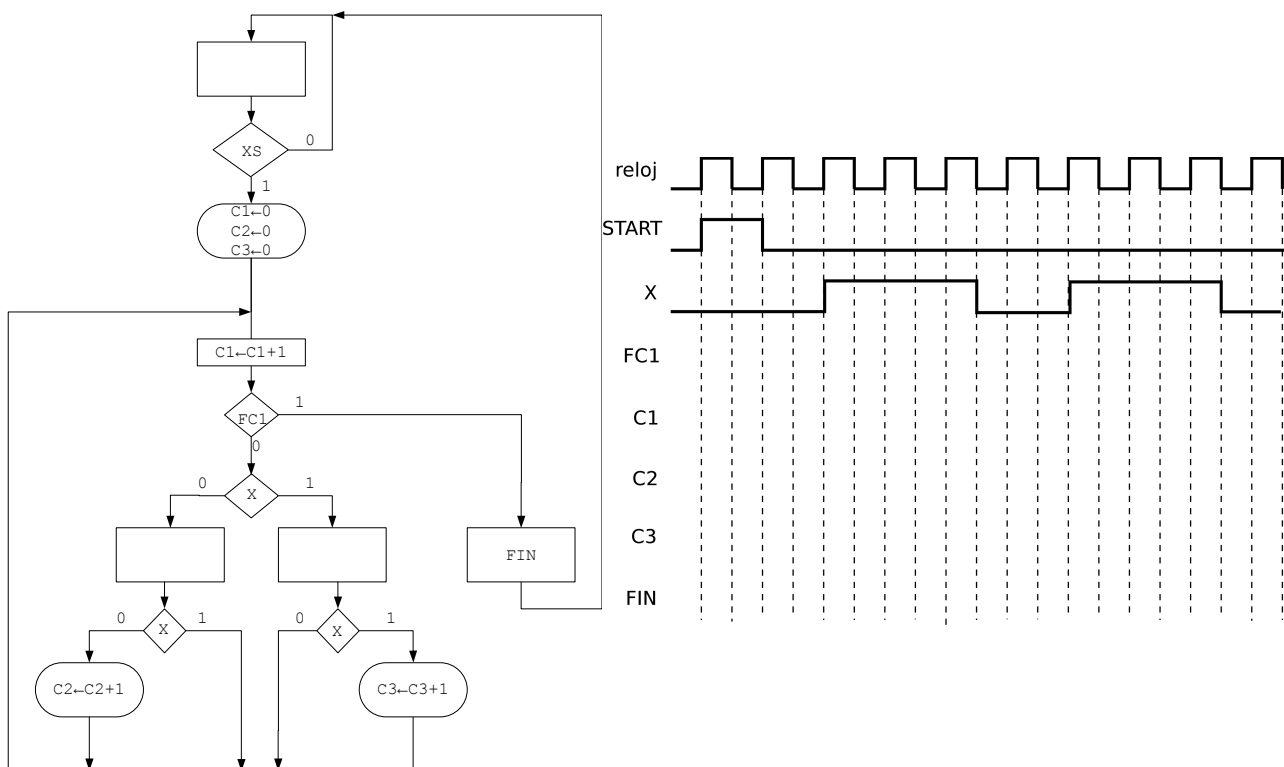 XS
0
1
C1←0
C2←0
C3←0
C1←C1+1
FC1
1
0
X
0
1
FIN
X
0
1
X
0
1
C2←C2+1
C3←C3+1
reloj
START
X
FC1
C1
C2
C3
FIN